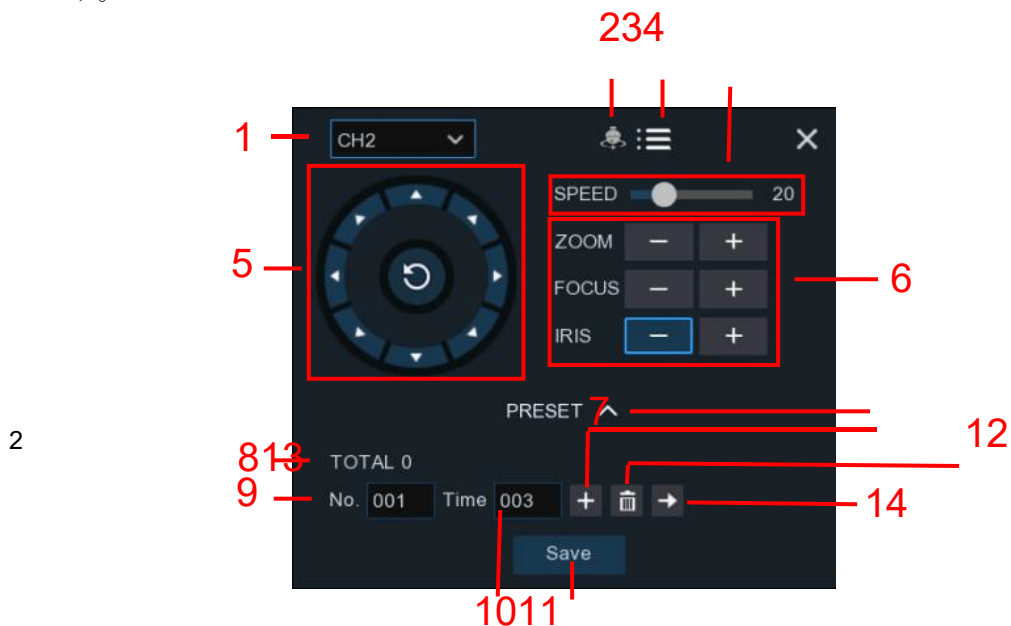 234
1
CH2
SPEED 20
ZOOM − +
5
6
FOCUS − +
IRIS − +
PRESET 7
12
2
813
TOTAL 0
9
No. 001 Time 003 +
14
Save
1011